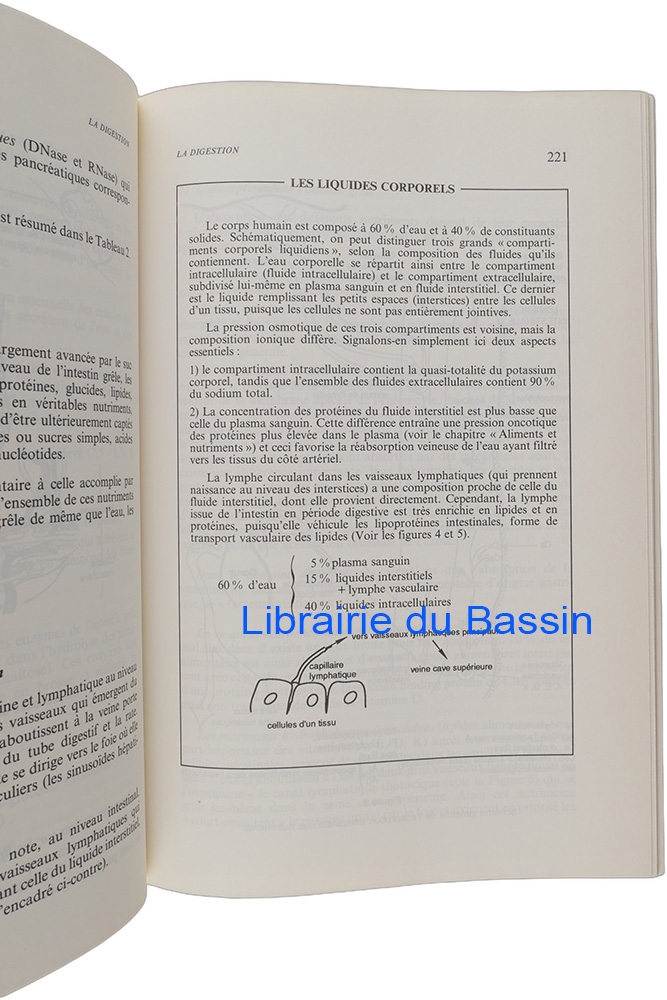 LA DIGESTION
ues (DNase et RNase) qui
s pancréatiques correspon-
st résumé dans le Tableau 2.
rgement avancée par le suc
veau de l'intestin grêle, les
protéines, glucides, lipides,
s en véritables nutriments,
d'être ultérieurement captés
es ou sucres simples, acides
nucléotides.
ntaire à celle accomplie par
l'ensemble de ces nutriments
grêle de même que l'eau, les
ine et lymphatique au niveau
s vaisseaux qui émergent du
aboutissent à la veine porte
du tube digestif et la rate.
te se dirige vers le foie où elle
culiers (les sinusoïdes hépati-
note, au niveau intestinal,
vaisseaux lymphatiques qui
ant celle du liquide interstitiel,
'encadré ci-contre).
LA DIGESTION
221
LES LIQUIDES CORPORELS
Le corps humain est composé à 60 % d'eau et à 40 % de constituants
solides. Schématiquement, on peut distinguer trois grands « comparti-
ments corporels liquidiens », selon la composition des fluides qu'ils
contiennent. L'eau corporelle se répartit ainsi entre le compartiment
intracellulaire (fluide intracellulaire) et le compartiment extracellulaire,
subdivisé lui-même en plasma sanguin et en fluide interstitiel. Ce dernier
est le liquide remplissant les petits espaces (interstices) entre les cellules
d'un tissu, puisque les cellules ne sont pas entièrement jointives.
La pression osmotique de ces trois compartiments est voisine, mais la
composition ionique diffère. Signalons-en simplement ici deux aspects
essentiels :
1) le compartiment intracellulaire contient la quasi-totalité du potassium
corporel, tandis que l'ensemble des fluides extracellulaires contient 90 %
du sodium total.
2) La concentration des protéines du fluide interstitiel est plus basse que
celle du plasma sanguin. Cette différence entraîne une pression oncotique
des protéines plus élevée dans le plasma (voir le chapitre « Aliments et
nutriments ») et ceci favorise la réabsorption veineuse de l'eau ayant filtré
vers les tissus du côté artériel.
La lymphe circulant dans les vaisseaux lymphatiques (qui prennent
naissance au niveau des interstices) a une composition proche de celle du
fluide interstitiel, dont elle provient directement. Cependant, la lymphe
issue de l'intestin en période digestive est très enrichie en lipides et en
protéines, puisqu'elle véhicule les lipoprotéines intestinales, forme de
transport vasculaire des lipides (Voir les figures 4 et 5).
5 % plasma sanguin
60 % d'eau
15 % liquides interstitiels
+ lymphe vasculaire
40 % liquides intracellulaires
Librairie du Bassin
vers vaisseaux lymphatiques principaux
capillaire
lymphatique
veine cave supérieure
cellules d'un tissu